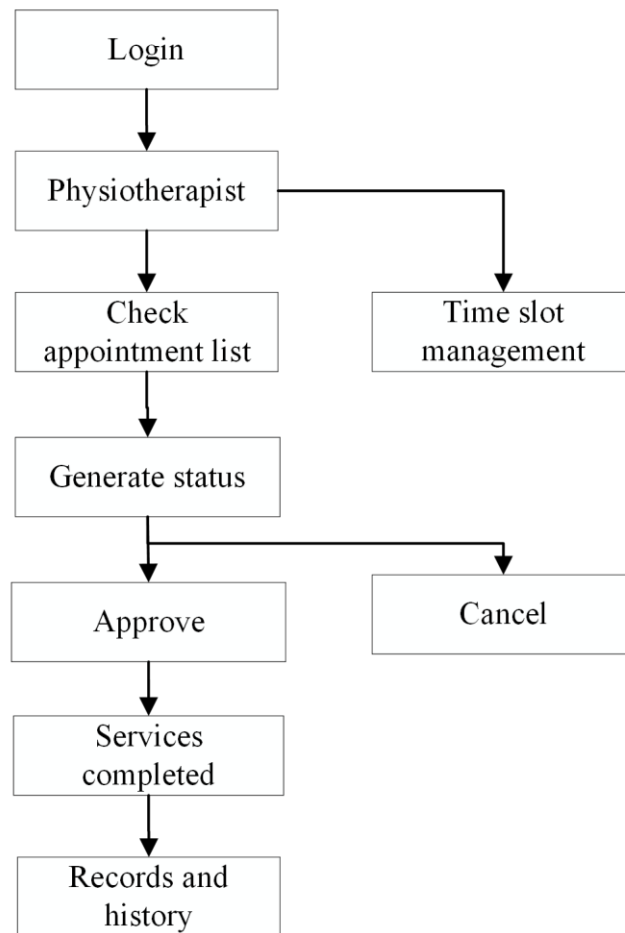 Login
Physiotherapist
Check
appointment list
Time slot
management
Generate status
Approve
Cancel
Services
completed
Records and
history